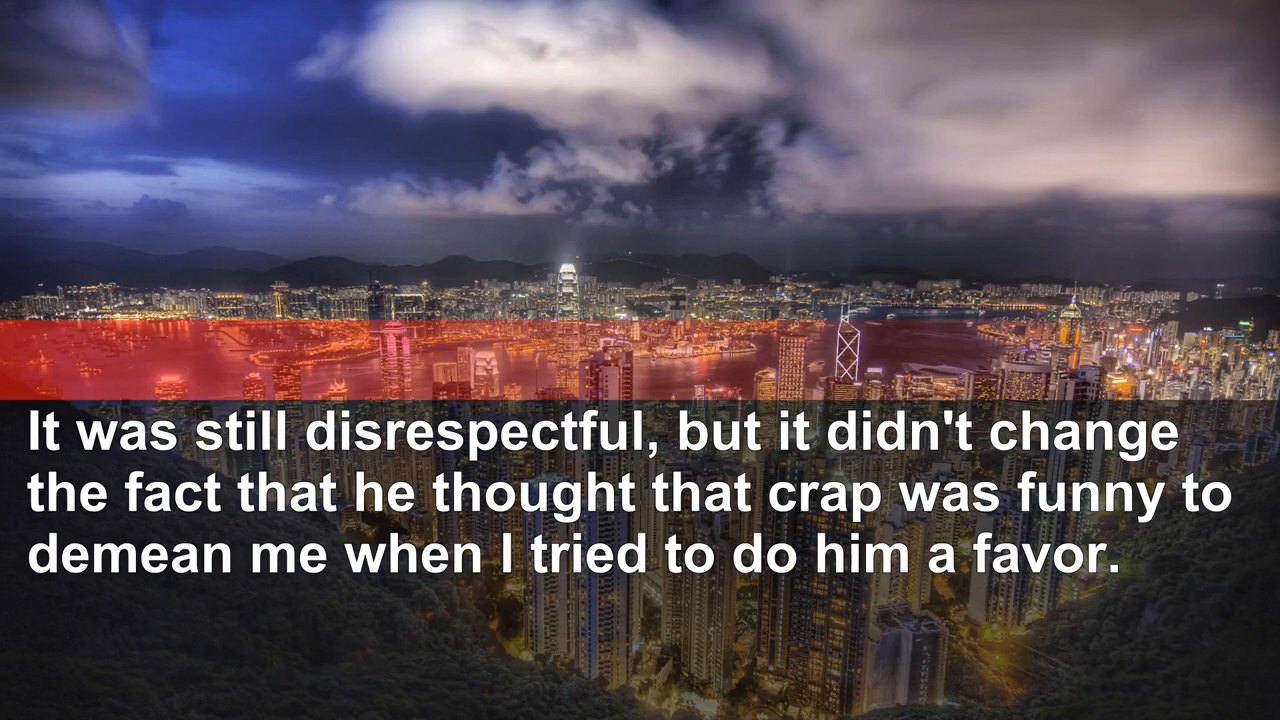 It was still disrespectful, but it didn't change
the fact that he thought that crap was funny to
demean me when I tried to do him a favor.